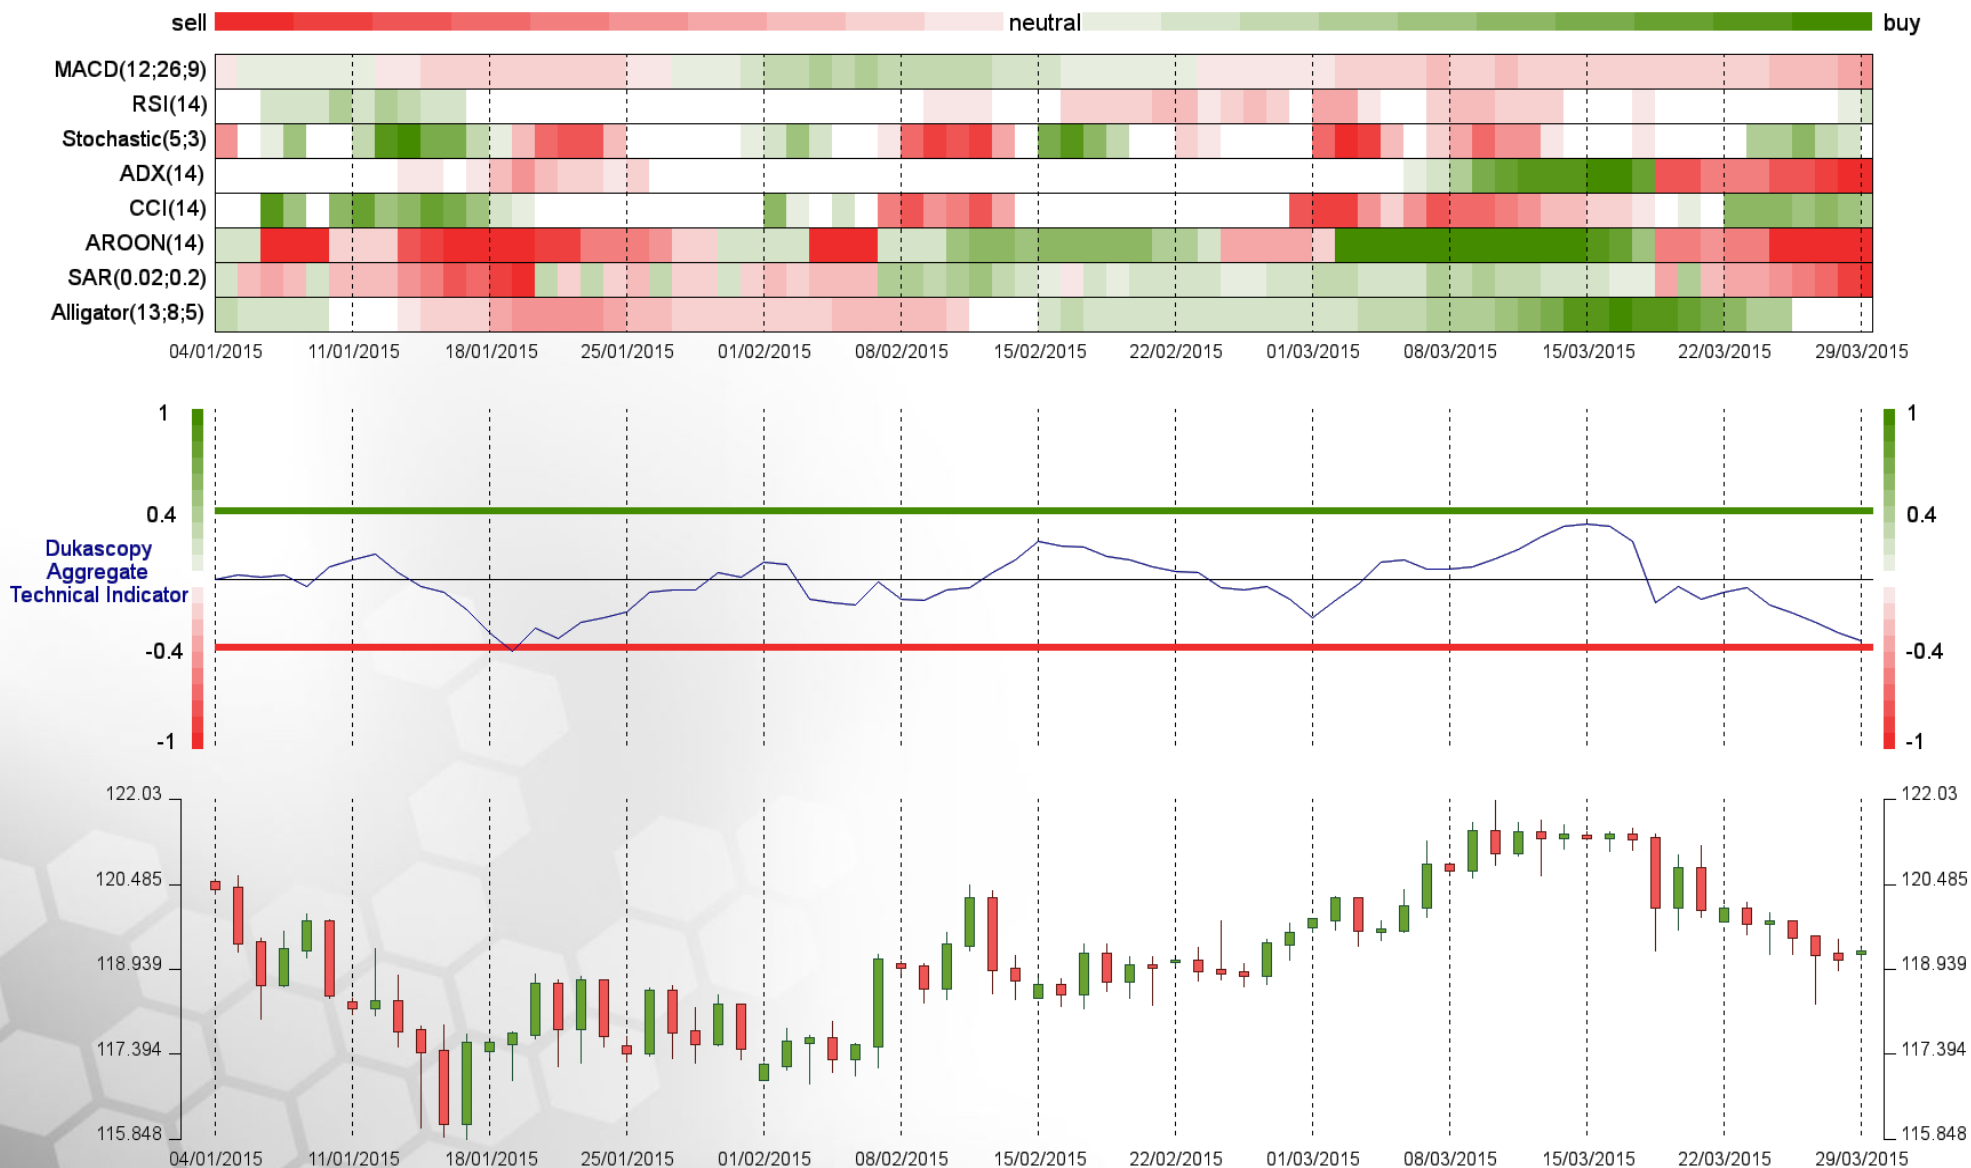 sell neutral buy
MACD(12;26;9)
RSI(14)
Stochastic(5;3)
ADX(14)
CCI(14)
AROON(14)
SAR(0.02;0.2)
Alligator(13;8;5)
04/01/2015 11/01/2015 18/01/2015 25/01/2015 01/02/2015 08/02/2015 15/02/2015 22/02/2015 01/03/2015 08/03/2015 15/03/2015 22/03/2015 29/03/2015
1 1
0.4 0.4
Dukascopy
Aggregate
Technical Indicator
-0.4 -0.4
-1 -1
122.03 122.03
120.485 120.485
118.939 118.939
117.394 117.394
115.848 115.848
04/01/2015 11/01/2015 18/01/2015 25/01/2015 01/02/2015 08/02/2015 15/02/2015 22/02/2015 01/03/2015 08/03/2015 15/03/2015 22/03/2015 29/03/2015